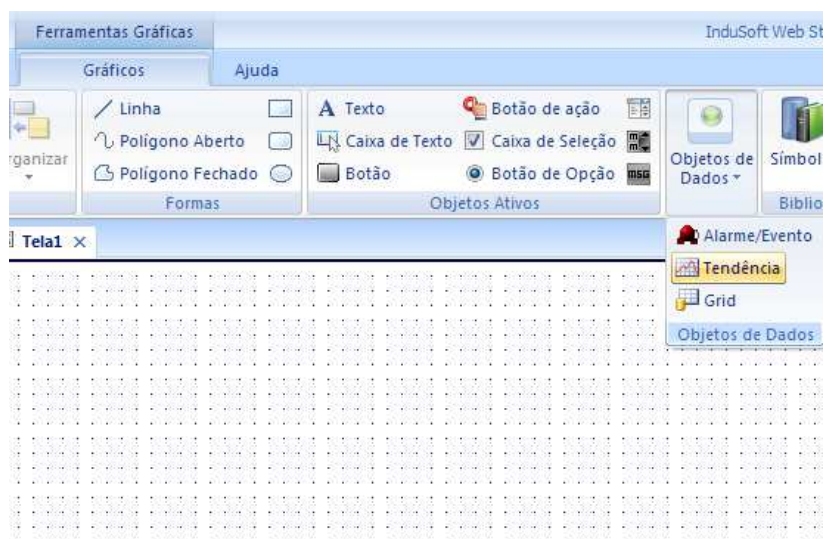 Ferramentas Gráficas
InduSoft Web St
Gráficos
Ajuda
rganizar
Linha
Polígono Aberto
Polígono Fechado
Formas
A Texto
Caixa de Texto
Botão
Botão de ação
Caixa de Seleção
Botão de Opção
msg
Objetos Ativos
Objetos de
Dados
Símbol
Biblio
Tela1
Alarme/Evento
Tendência
Grid
Objetos de Dados